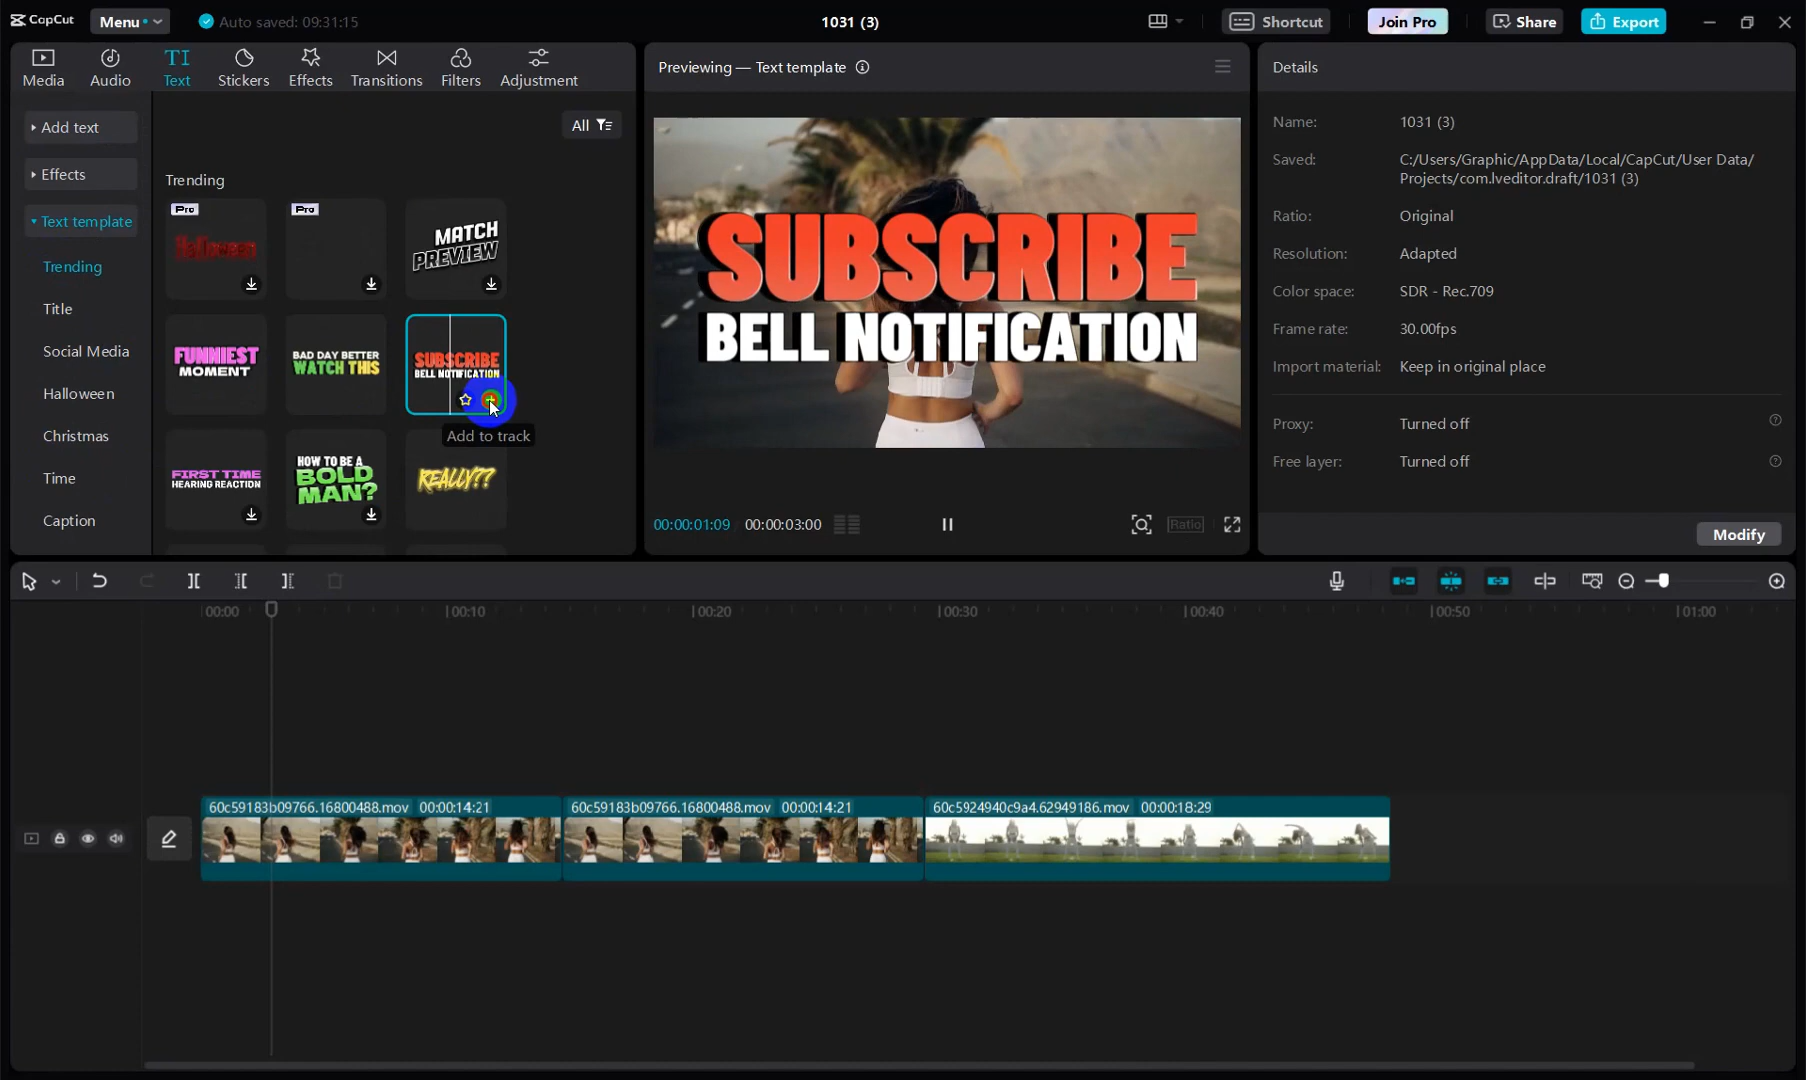 CapCut
Menu
Auto saved: 09:31:15
1031 (3)
Shortcut
Join Pro
Share
Export
Media
Audio
TI
Text
Stickers
Effects
Transitions
Filters
Adjustment
Add text
Effects
Text template
Trending
Title
Social Media
Halloween
Christmas
Time
Caption
All
Trending
Pro
Halloween
Pro
MATCH
PREVIEW
FUNNIEST
MOMENT
BAD DAY BETTER
WATCH THIS
SUBSCRIBE
BELL NOTIFICATION
Add to track
FIRST TIME
HEARING REACTION
HOW TO BE A
BOLD
MAN?
REALLY??
Previewing — Text template
SUBSCRIBE
BELL NOTIFICATION
00:00:01:09
00:00:03:00
Ratio
Details
Name: 1031 (3)
Saved: C:/Users/Graphic/AppData/Local/CapCut/User Data/
Projects/com.lveditor.draft/1031 (3)
Ratio: Original
Resolution: Adapted
Color space: SDR - Rec.709
Frame rate: 30.00fps
Import material: Keep in original place
Proxy: Turned off
Free layer: Turned off
Modify
00:00
00:10
00:20
00:30
00:40
00:50
01:00
60c59183b09766.16800488.mov 00:00:14:21
60c59183b09766.16800488.mov 00:00:14:21
60c5924940c9a4.62949186.mov 00:00:18:29